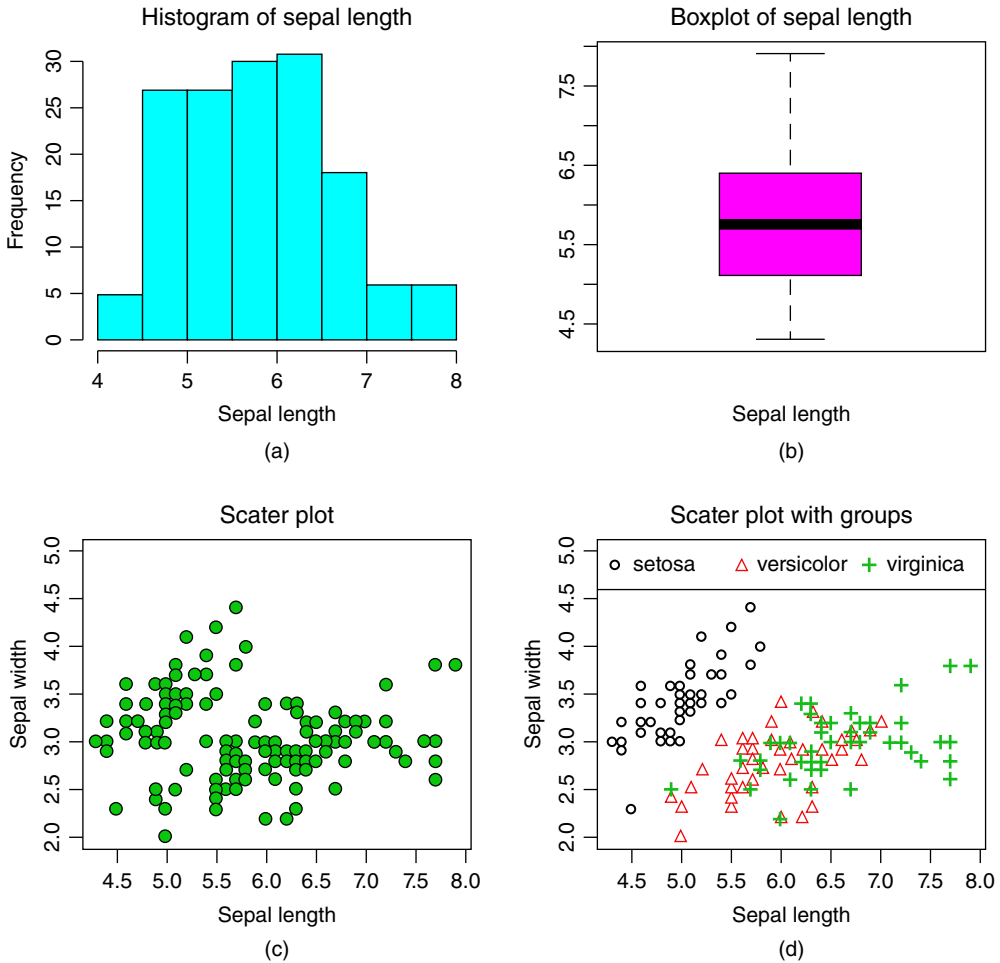 Histogram of sepal length
Frequency
30
25
20
15
10
5
0
4 5 6 7 8
Sepal length
(a)
Boxplot of sepal length
7.5
6.5
5.5
4.5
Sepal length
(b)
Scater plot
Sepal width
5.0
4.5
4.0
3.5
3.0
2.5
2.0
4.5 5.0 5.5 6.0 6.5 7.0 7.5 8.0
Sepal length
(c)
Scater plot with groups
setosa versicolor virginica
Sepal width
5.0
4.5
4.0
3.5
3.0
2.5
2.0
4.5 5.0 5.5 6.0 6.5 7.0 7.5 8.0
Sepal length
(d)